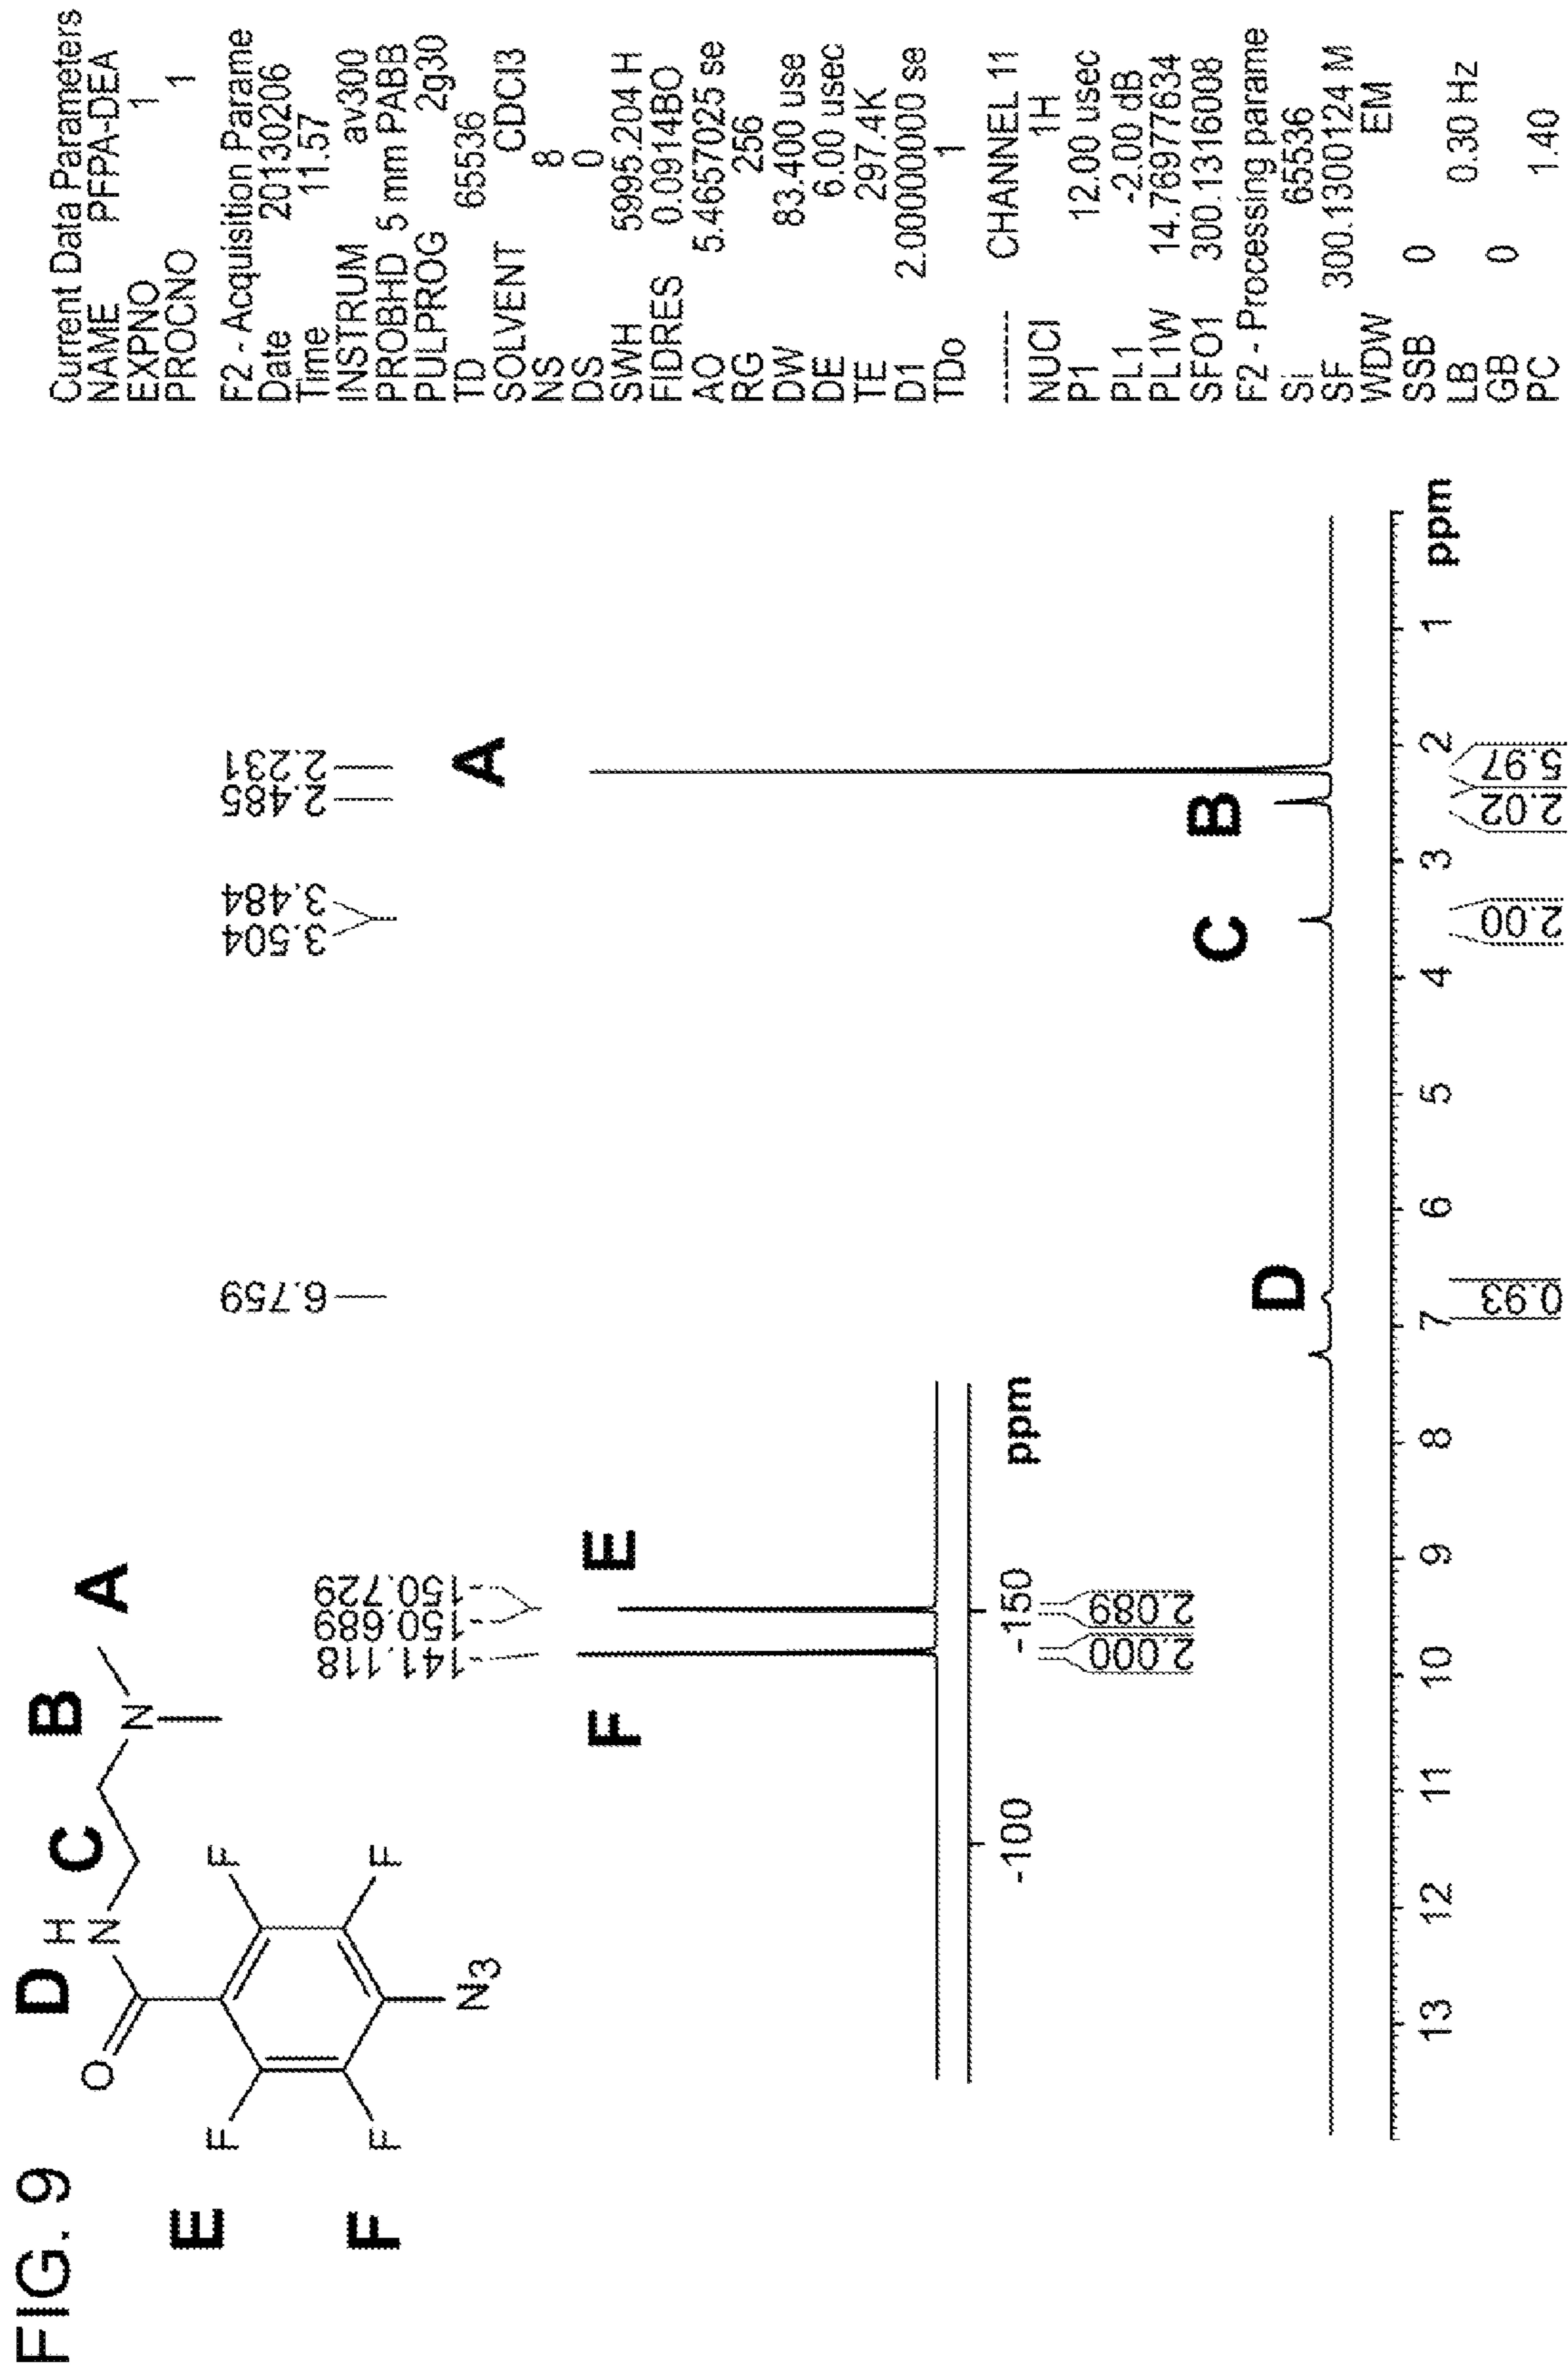 FIG. 9
D
C
B
A
O
H
N
N
F
F
F
F
N3
E
F
141.118
150.689
150.729
F
E
-100
-150
ppm
2.000
2.089
6.759
3.504
3.484
2.485
2.231
A
B
C
D
13
12
11
10
9
8
7
6
5
4
3
2
1
ppm
0.93
2.00
2.02
5.97
Current Data Parameters
NAME PFPA-DEA
EXPNO 1
PROCNO 1
F2 - Acquisition Parame
Date 20130206
Time 11.57
INSTRUM av300
PROBHD 5 mm PABB
PULPROG 2g30
TD 65536
SOLVENT CDCI3
NS 8
DS 0
SWH 5995.204 H
FIDRES 0.0914BO
AQ 5.4657025 se
RG 256
DW 83.400 use
DE 6.00 usec
TE 297.4K
D1 2.00000000 se
TDo 1
------- CHANNEL 11
NUCI 1H
P1 12.00 usec
PL1 -2.00 dB
PL1W 14.76977634
SFO1 300.1316008
F2 - Processing parame
SI 65536
SF 300.1300124 M
WDW EM
SSB 0
LB 0.30 Hz
GB 0
PC 1.40